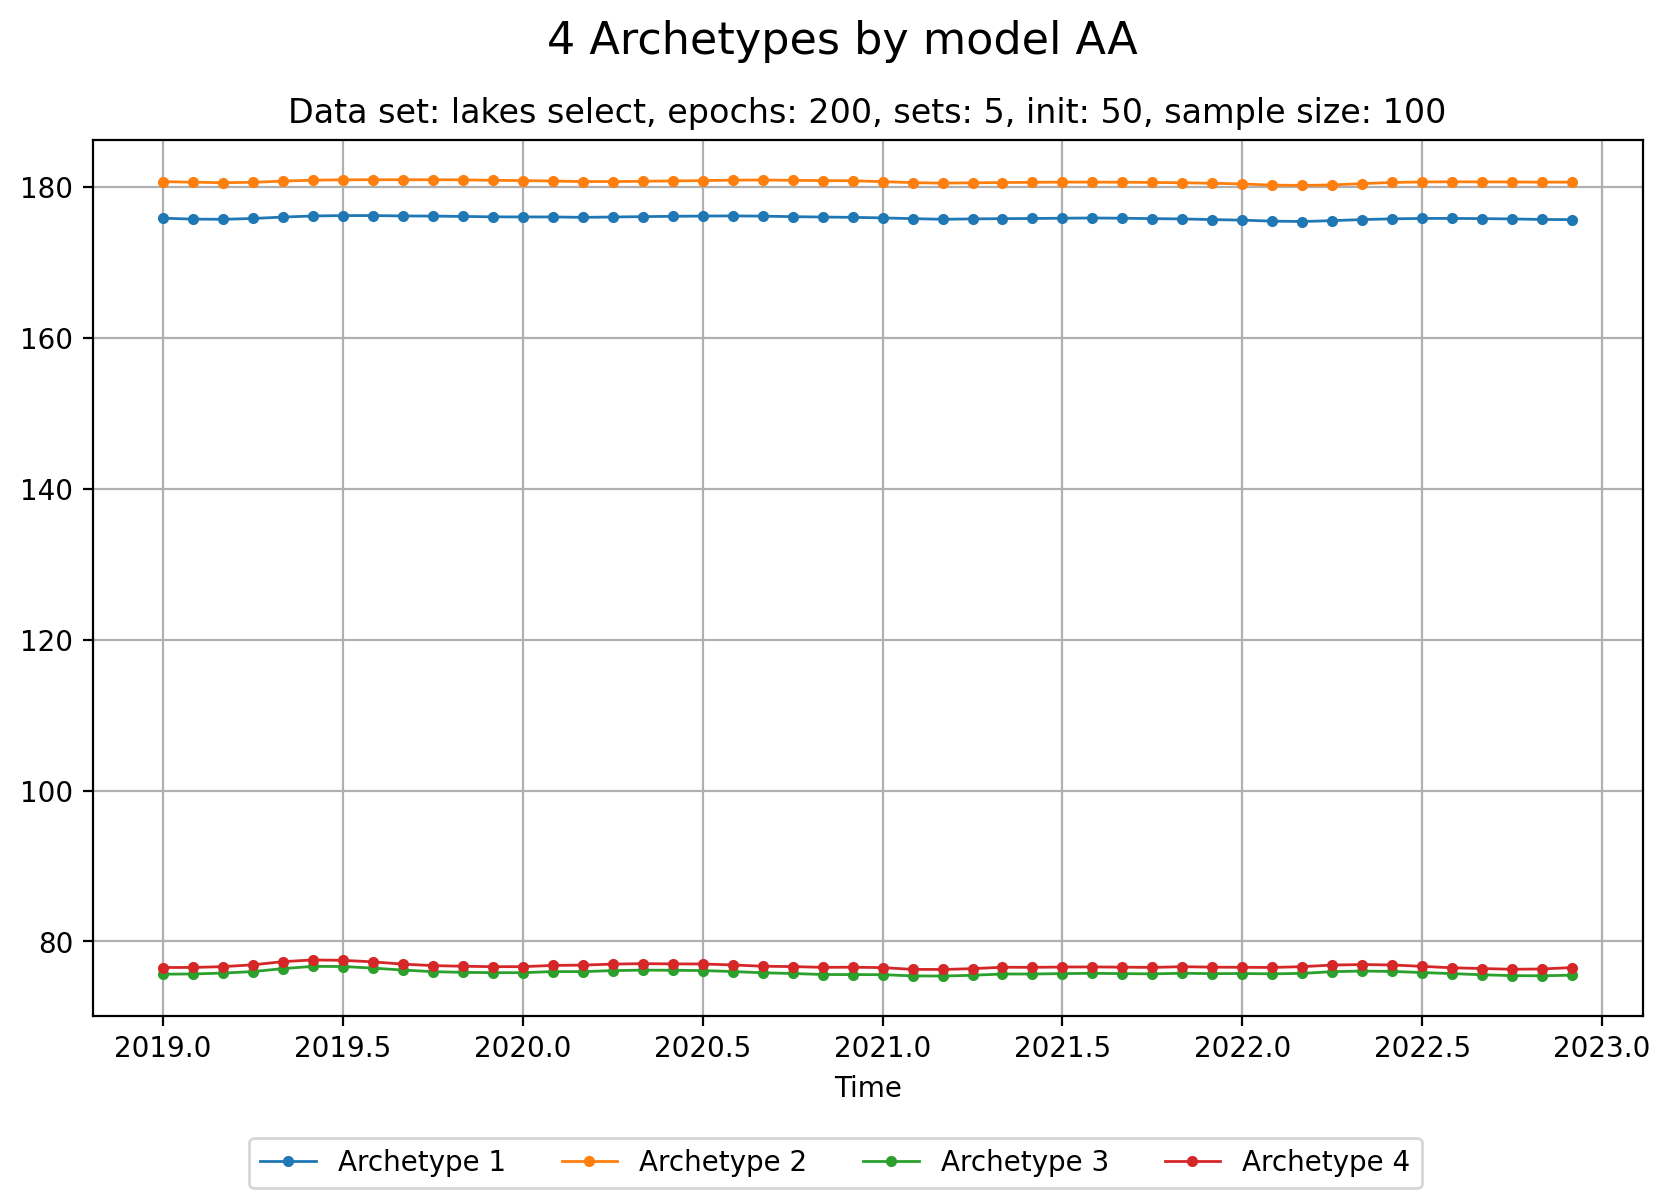 4 Archetypes by model AA
Data set: lakes select, epochs: 200, sets: 5, init: 50, sample size: 100
180
160
140
120
100
80
2019.0 2019.5 2020.0 2020.5 2021.0 2021.5 2022.0 2022.5 2023.0
Time
Archetype 1 Archetype 2 Archetype 3 Archetype 4